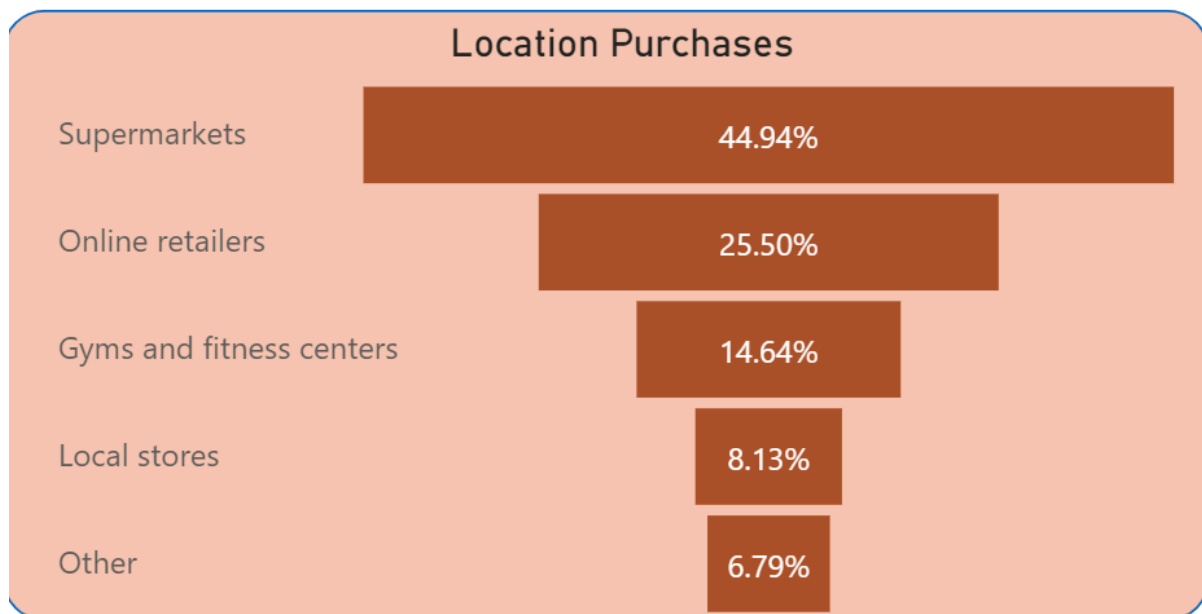 Location Purchases
Supermarkets 44.94%
Online retailers 25.50%
Gyms and fitness centers 14.64%
Local stores 8.13%
Other 6.79%